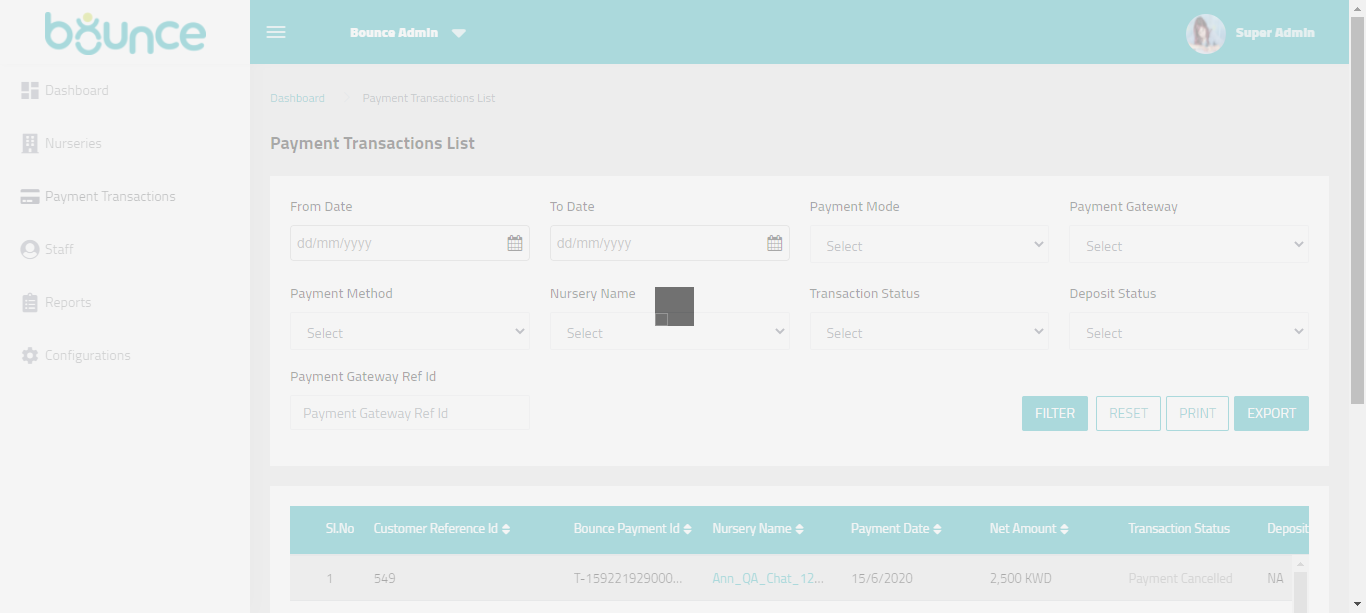 bounce
Bounce Admin
Super Admin
Dashboard
Nurseries
Payment Transactions
Staff
Reports
Configurations
Dashboard
Payment Transactions List
Payment Transactions List
From Date
To Date
Payment Mode
Payment Gateway
dd/mm/yyyy
dd/mm/yyyy
Select
Select
Payment Method
Nursery Name
Transaction Status
Deposit Status
Select
Select
Select
Select
Payment Gateway Ref Id
Payment Gateway Ref Id
FILTER
RESET
PRINT
EXPORT
Sl.No Customer Reference Id Bounce Payment Id Nursery Name Payment Date Net Amount Transaction Status Deposit
1 549 T-159221929000... Ann_QA_Chat_12... 15/6/2020 2,500 KWD Payment Cancelled NA